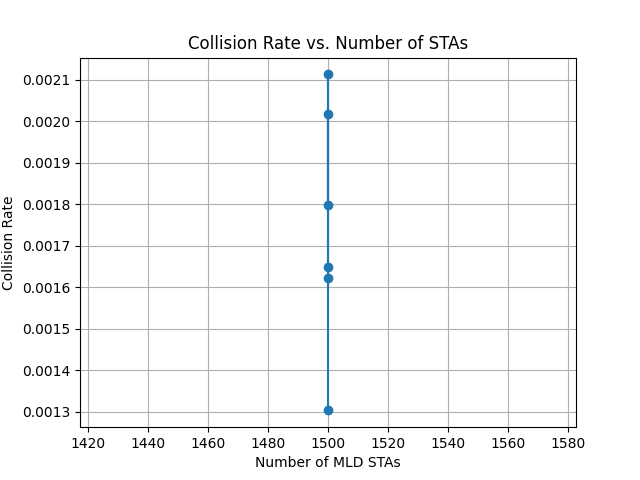 Collision Rate vs. Number of STAs
0.0021
0.0020
0.0019
0.0018
0.0017
0.0016
0.0015
0.0014
0.0013
Collision Rate
1420 1440 1460 1480 1500 1520 1540 1560 1580
Number of MLD STAs